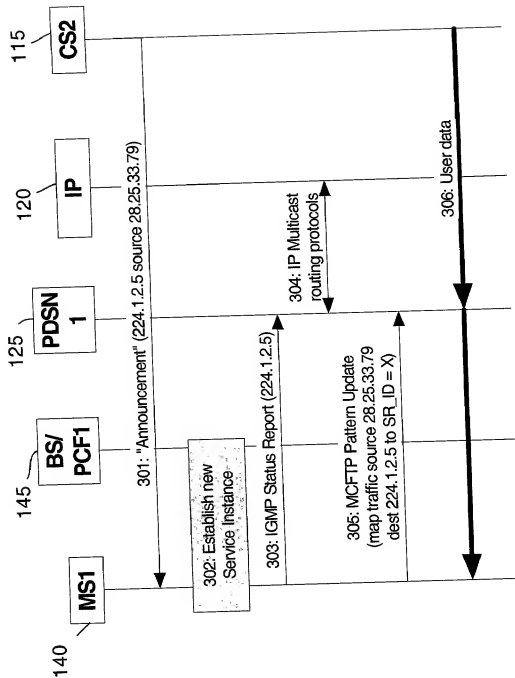 140
MS1
145
BS/
PCF1
125
PDSN
1
120
IP
115
CS2
301: "Announcement" (224.1.2.5 source 28.25.33.79)
302: Establish new
Service Instance
303: IGMP Status Report (224.1.2.5)
304: IP Multicast
routing protocols
305: MCFTP Pattern Update
(map traffic source 28.25.33.79
dest 224.1.2.5 to SR_ID = X)
306: User data